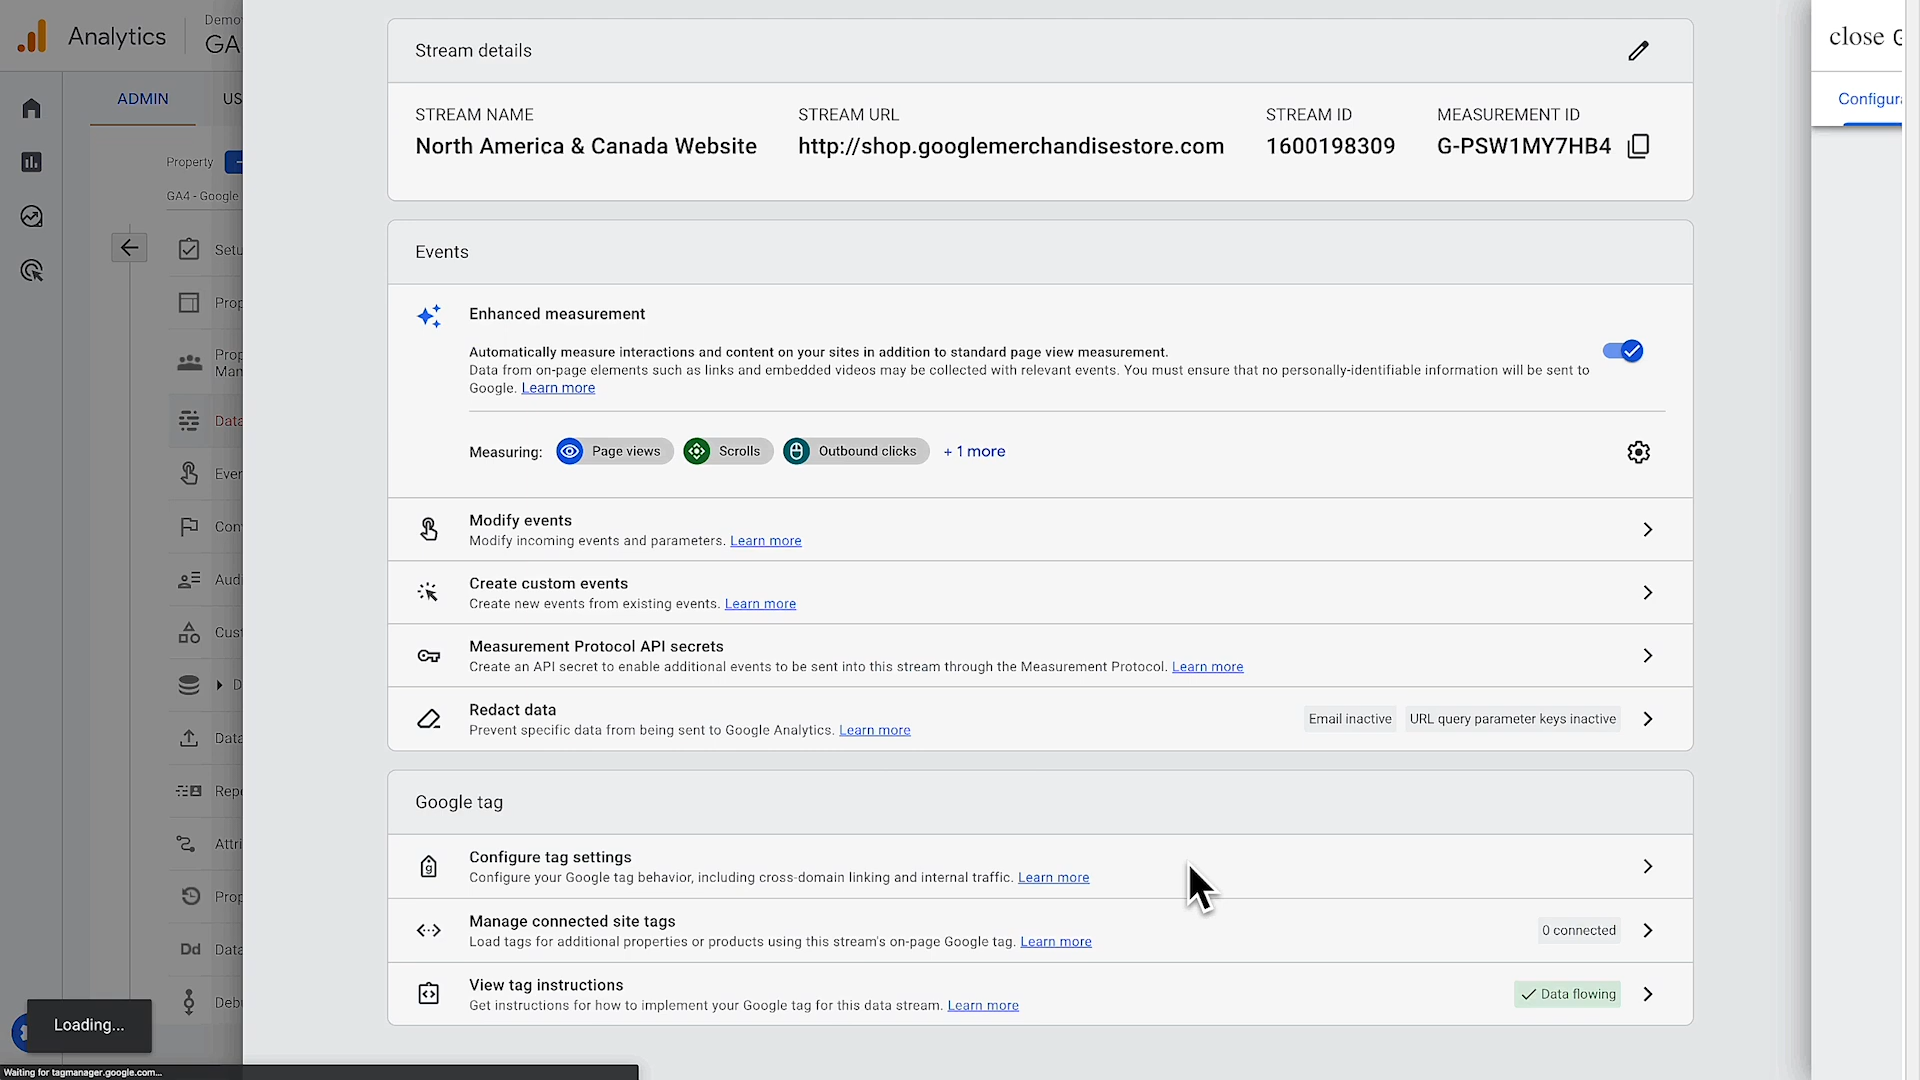 Analytics
Demo
GA
ADMIN
US
Property
GA4 - Google
Setu
Prop
Prop
Man
Data
Even
Con
Aud
Cust
D
Data
Repo
Attri
Prop
Dd Data
Deb
Loading...
Waiting for tagmanager.google.com...
Stream details
STREAM NAME STREAM URL STREAM ID MEASUREMENT ID
North America & Canada Website http://shop.googlemerchandisestore.com 1600198309 G-PSW1MY7HB4
Events
Enhanced measurement
Automatically measure interactions and content on your sites in addition to standard page view measurement.
Data from on-page elements such as links and embedded videos may be collected with relevant events. You must ensure that no personally-identifiable information will be sent to
Google. Learn more
Measuring: Page views Scrolls Outbound clicks + 1 more
Modify events
Modify incoming events and parameters. Learn more
Create custom events
Create new events from existing events. Learn more
Measurement Protocol API secrets
Create an API secret to enable additional events to be sent into this stream through the Measurement Protocol. Learn more
Redact data
Prevent specific data from being sent to Google Analytics. Learn more
Email inactive URL query parameter keys inactive
Google tag
Configure tag settings
Configure your Google tag behavior, including cross-domain linking and internal traffic. Learn more
Manage connected site tags
Load tags for additional properties or products using this stream's on-page Google tag. Learn more
0 connected
View tag instructions
Get instructions for how to implement your Google tag for this data stream. Learn more
Data flowing
close G
Configura